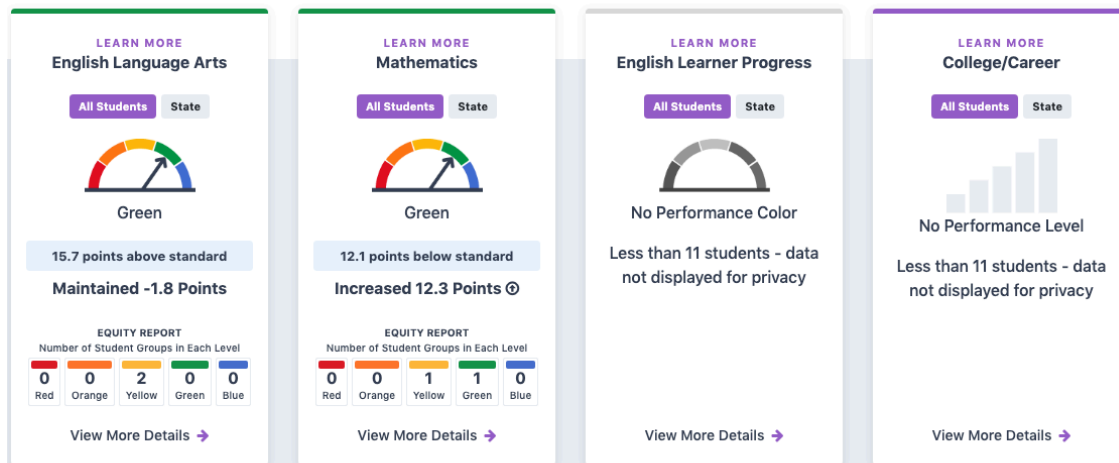 LEARN MORE
English Language Arts
All Students State
Green
15.7 points above standard
Maintained -1.8 Points
EQUITY REPORT
Number of Student Groups in Each Level
0 0 2 0 0
Red Orange Yellow Green Blue
View More Details →
LEARN MORE
Mathematics
All Students State
Green
12.1 points below standard
Increased 12.3 Points
EQUITY REPORT
Number of Student Groups in Each Level
0 0 1 1 0
Red Orange Yellow Green Blue
View More Details →
LEARN MORE
English Learner Progress
All Students State
No Performance Color
Less than 11 students - data
not displayed for privacy
View More Details →
LEARN MORE
College/Career
All Students State
No Performance Level
Less than 11 students - data
not displayed for privacy
View More Details →